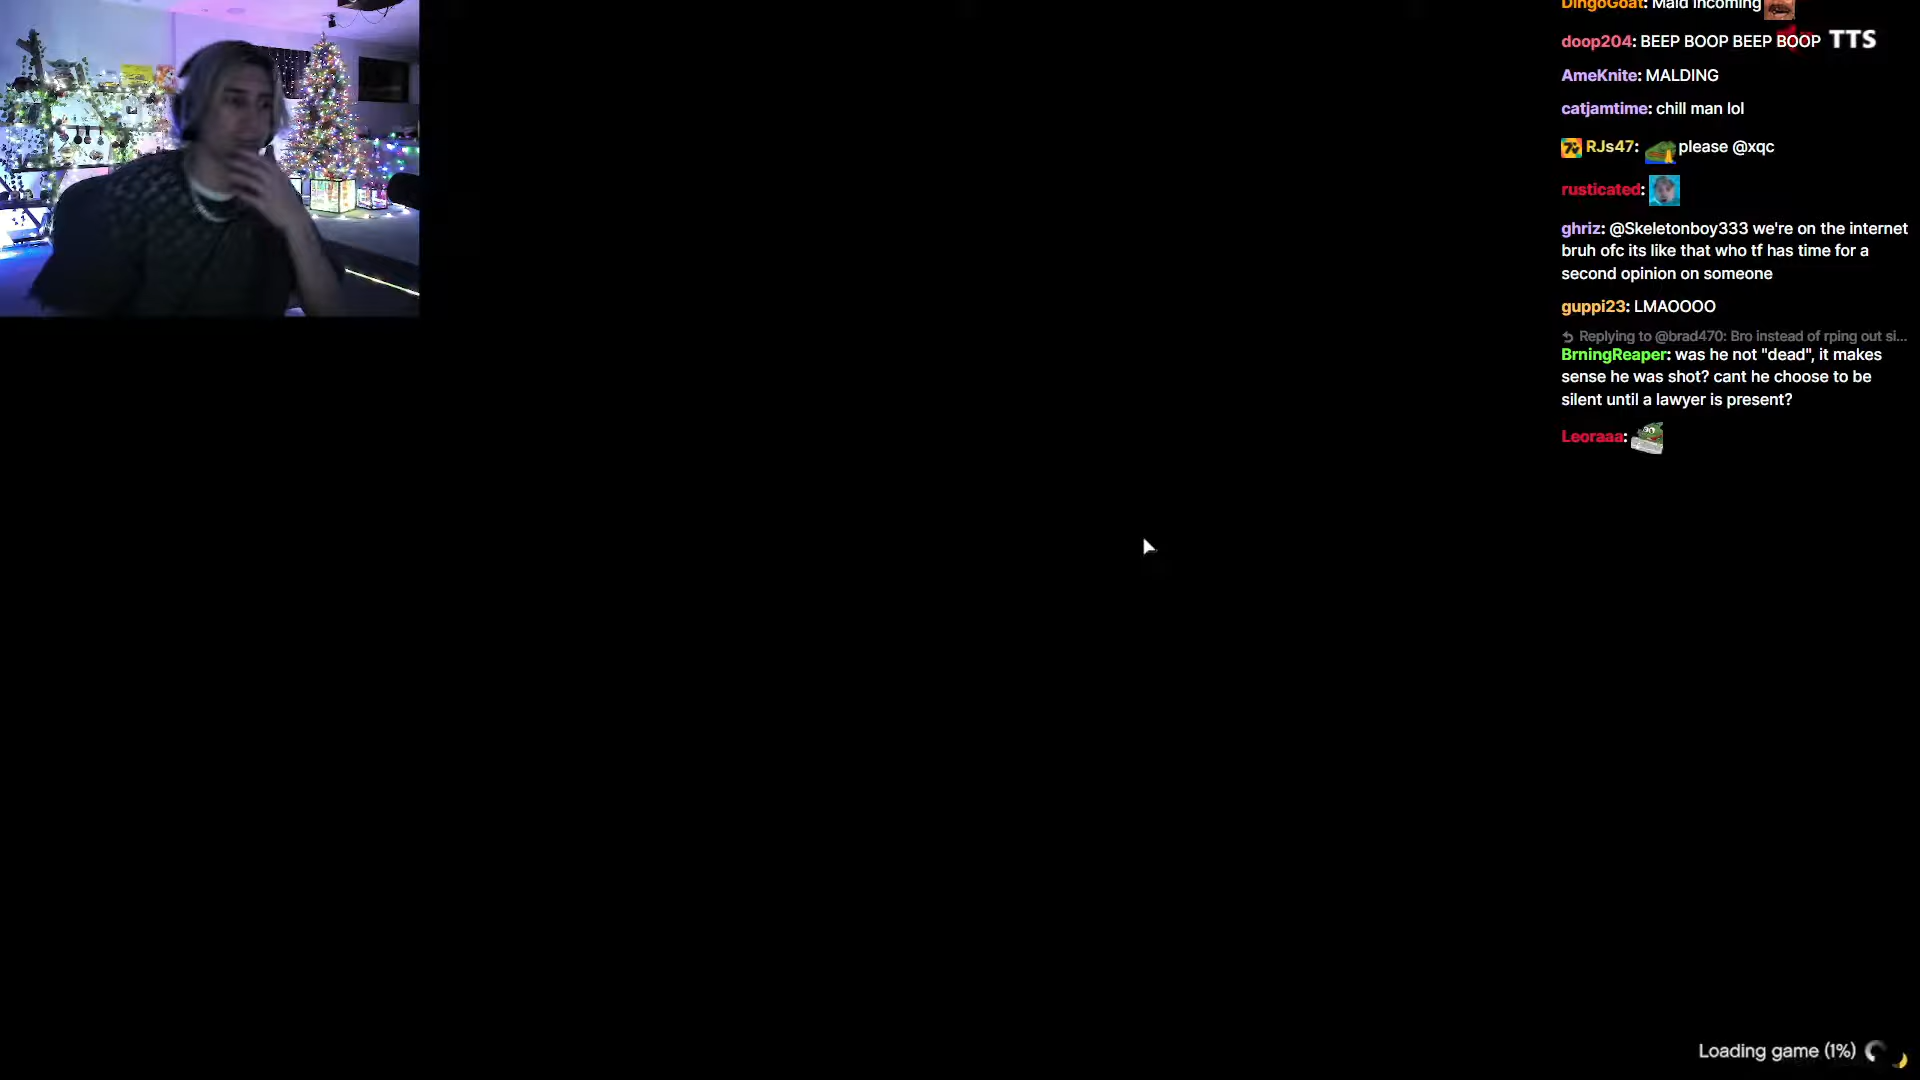 DingoGoat: Mald incoming
doop204: BEEP BOOP BEEP BOOP TTS
AmeKnite: MALDING
catjamtime: chill man lol
RJs47: please @xqc
rusticated:
ghriz: @Skeletonboy333 we're on the internet
bruh ofc its like that who tf has time for a
second opinion on someone
guppi23: LMAOOOO
Replying to @brad470: Bro instead of rping out si...
BrningReaper: was he not "dead", it makes
sense he was shot? cant he choose to be
silent until a lawyer is present?
Leoraaa:
Loading game (1%)